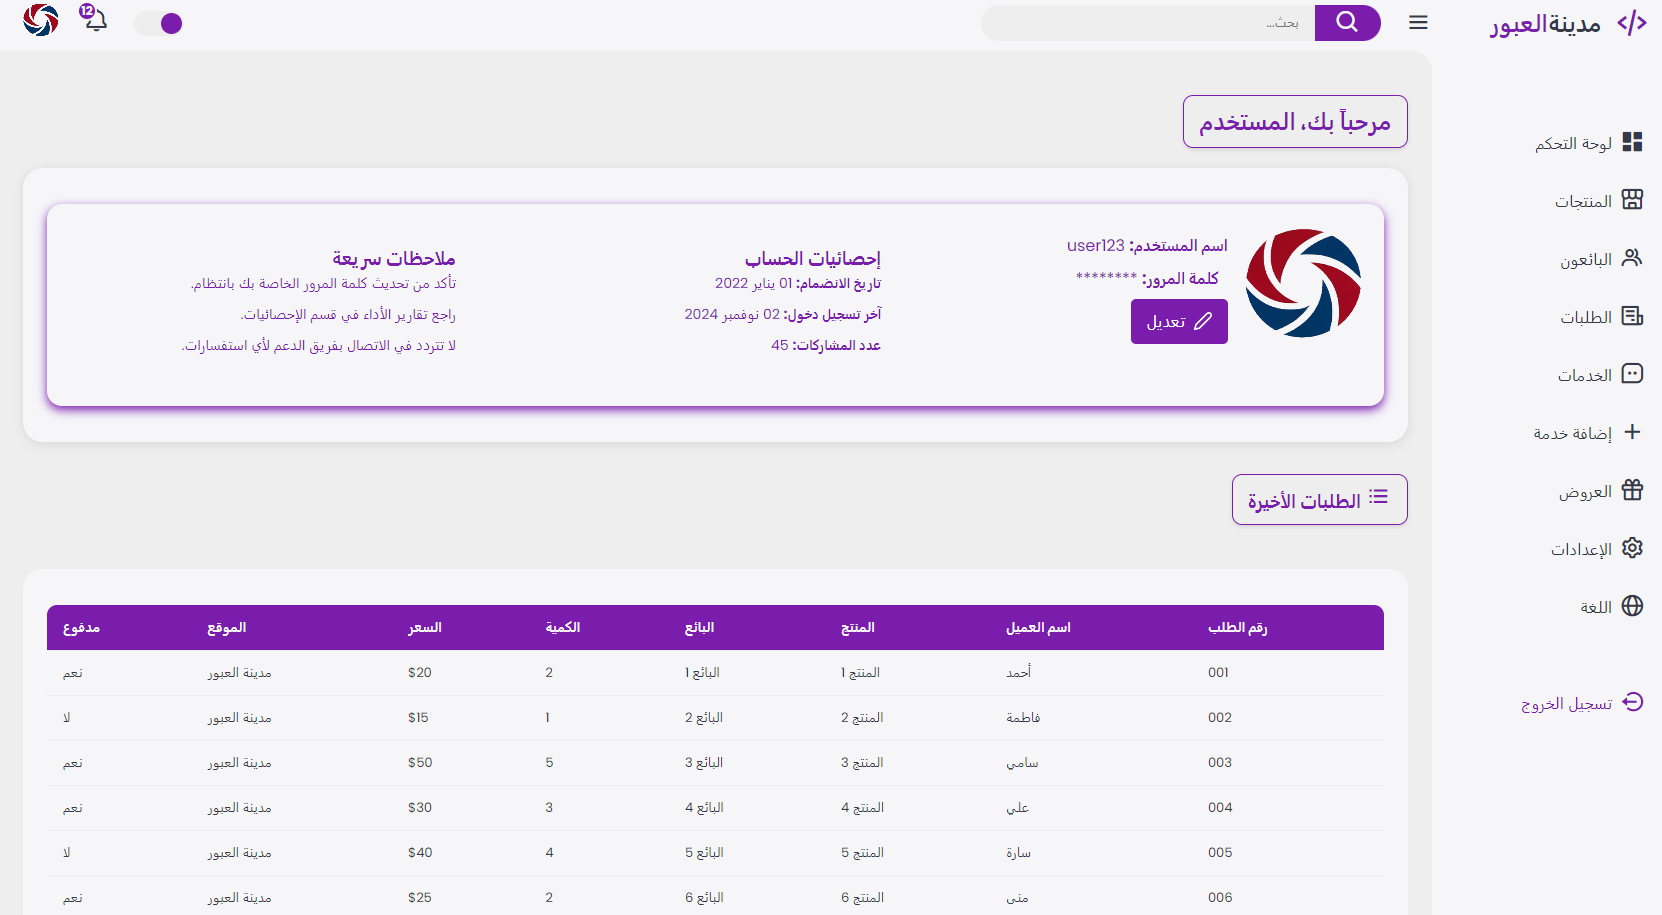 مدينةالعبور
بحث...
12
لوحة التحكم
المنتجات
البائعون
الطلبات
الخدمات
إضافة خدمة
العروض
الإعدادات
اللغة
تسجيل الخروج
مرحباً بك، المستخدم
اسم المستخدم: user123
كلمة المرور: ********
تعديل
إحصائيات الحساب
تاريخ الانضمام: 01 يناير 2022
آخر تسجيل دخول: 02 نوفمبر 2024
عدد المشاركات: 45
ملاحظات سريعة
تأكد من تحديث كلمة المرور الخاصة بك بانتظام.
راجع تقارير الأداء في قسم الإحصائيات.
لا تتردد في الاتصال بفريق الدعم لأي استفسارات.
الطلبات الأخيرة
رقم الطلب اسم العميل المنتج البائع الكمية السعر الموقع مدفوع
001 أحمد المنتج 1 البائع 1 2 $20 مدينة العبور نعم
002 فاطمة المنتج 2 البائع 2 1 $15 مدينة العبور لا
003 سامي المنتج 3 البائع 3 5 $50 مدينة العبور نعم
004 علي المنتج 4 البائع 4 3 $30 مدينة العبور نعم
005 سارة المنتج 5 البائع 5 4 $40 مدينة العبور لا
006 منى المنتج 6 البائع 6 2 $25 مدينة العبور نعم